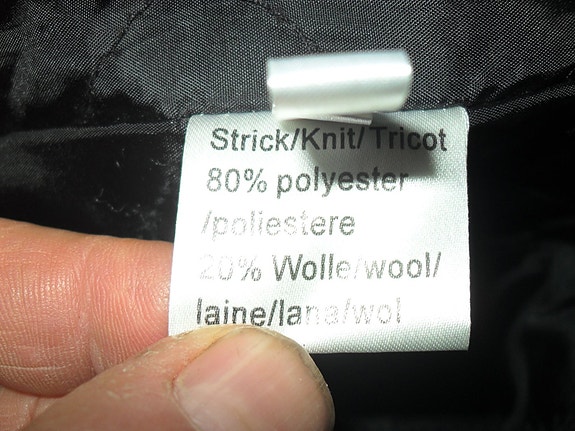 Strick/Knit/Tricot
80% polyester
/poliestere
20% Wolle/wool/
laine/lana/wol